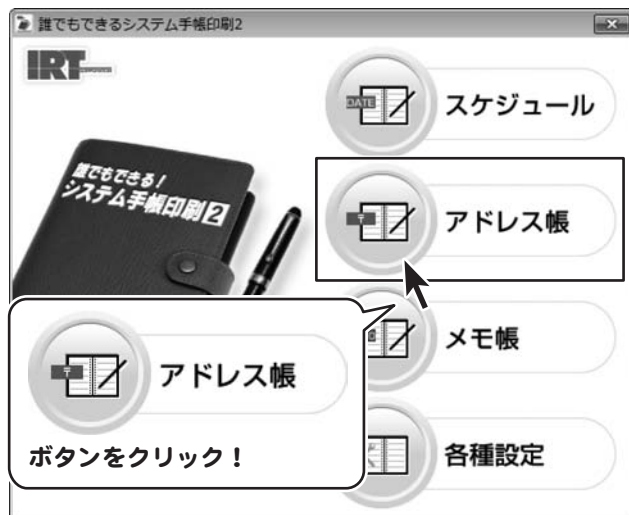 誰でもできるシステム手帳印刷2
IRT
DATE
スケジュール
誰でもできる!
システム手帳印刷2
〒
アドレス帳
メモ帳
〒
アドレス帳
ボタンをクリック!
各種設定